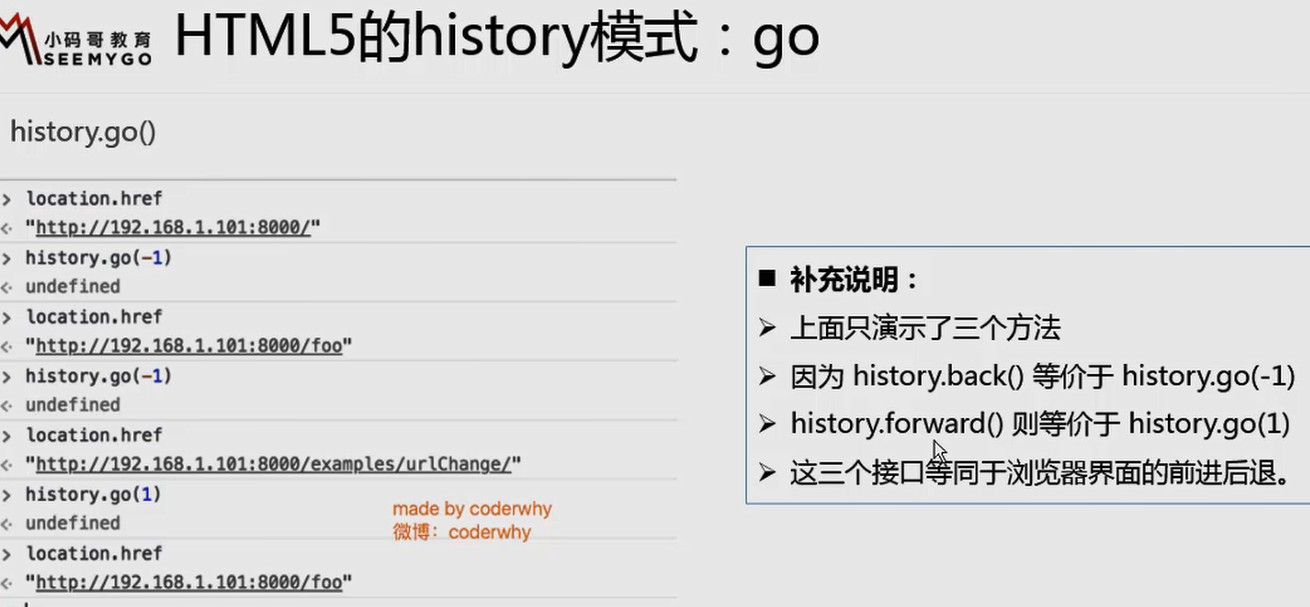 小码哥教育
SEEMYGO
HTML5的history模式：go
history.go()
> location.href
<· "http://192.168.1.101:8000/"
> history.go(-1)
<· undefined
> location.href
<· "http://192.168.1.101:8000/foo"
> history.go(-1)
<· undefined
> location.href
<· "http://192.168.1.101:8000/examples/urlChange/"
> history.go(1)
<· undefined
> location.href
<· "http://192.168.1.101:8000/foo"
made by coderwhy
微博：coderwhy
■ 补充说明：
➢ 上面只演示了三个方法
➢ 因为 history.back() 等价于 history.go(-1)
➢ history.forward() 则等价于 history.go(1)
➢ 这三个接口等同于浏览器界面的前进后退。